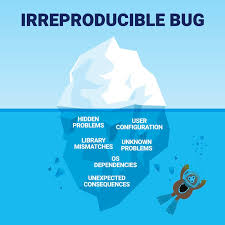 IRREPRODUCIBLE BUG
HIDDEN
PROBLEMS
USER
CONFIGURATION
LIBRARY
MISMATCHES
UNKNOWN
PROBLEMS
OS
DEPENDENCIES
UNEXPECTED
CONSEQUENCES